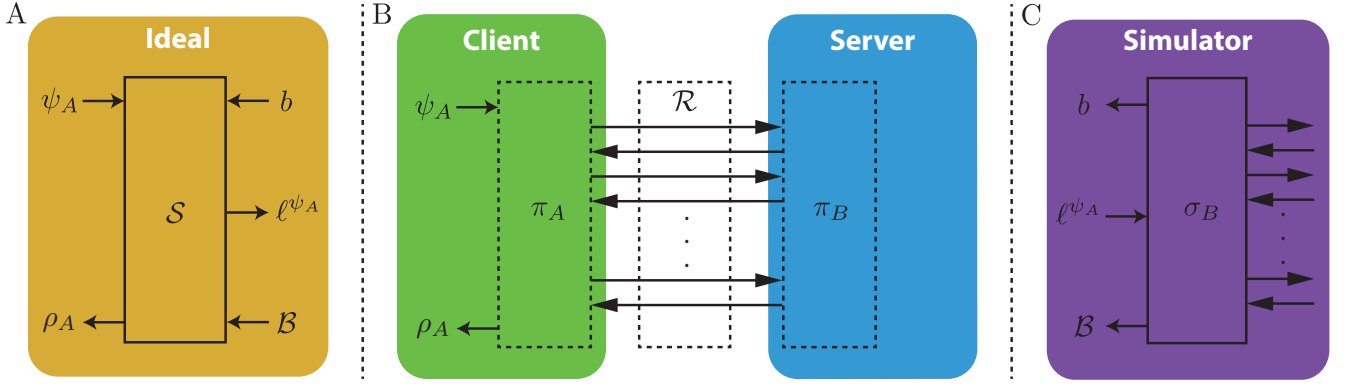 A
Ideal
ψ_A
b
S
ℓ^{ψ_A}
ρ_A
B
B
Client
Server
ψ_A
R
π_A
π_B
ρ_A
C
Simulator
b
ℓ^{ψ_A}
σ_B
B